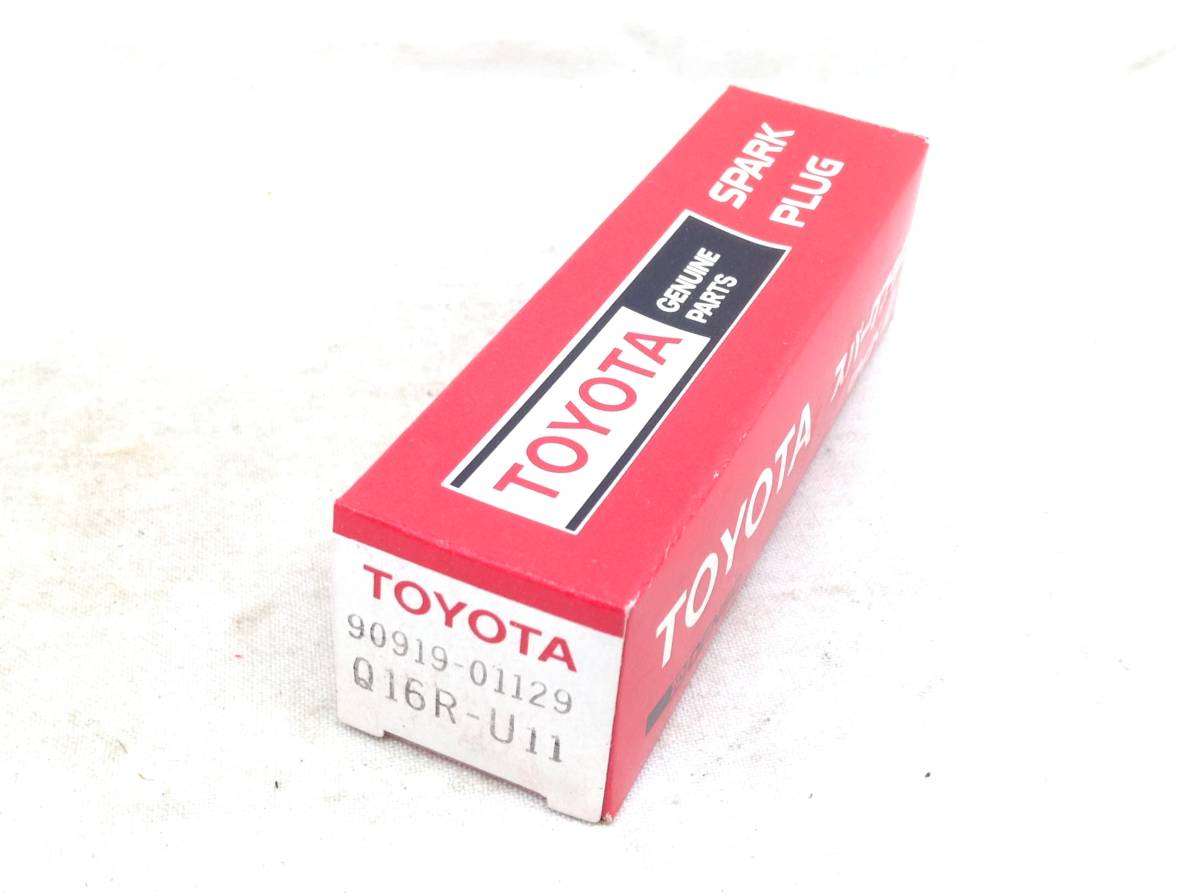 SPARK
PLUG
GENUINE
PARTS
TOYOTA
TOYOTA
TOYOTA
90919-01129
Q16R-U11